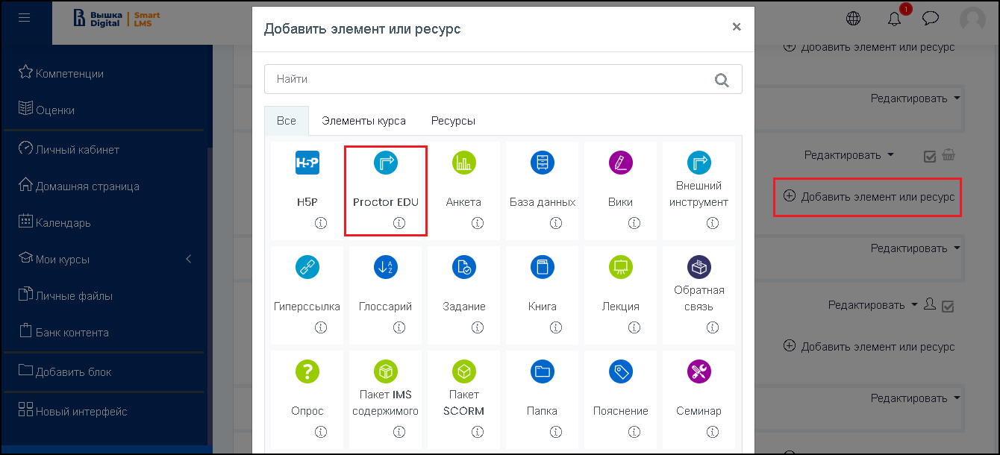 Вышка
Digital
Smart
LMS
1
Компетенции
Оценки
Личный кабинет
Домашняя страница
Календарь
Мои курсы
Личные файлы
Банк контента
Добавить блок
Новый интерфейс
Добавить элемент или ресурс
×
Найти
Все
Элементы курса
Ресурсы
H5P
H5P
Proctor EDU
Анкета
База данных
Вики
Внешний
инструмент
Гиперссылка
Глоссарий
Задание
Книга
Лекция
Обратная
связь
Опрос
Пакет IMS
содержимого
Пакет
SCORM
Папка
Пояснение
Семинар
Добавить элемент или ресурс
Редактировать
Редактировать
Добавить элемент или ресурс
Редактировать
Редактировать
Добавить элемент или ресурс
Редактировать